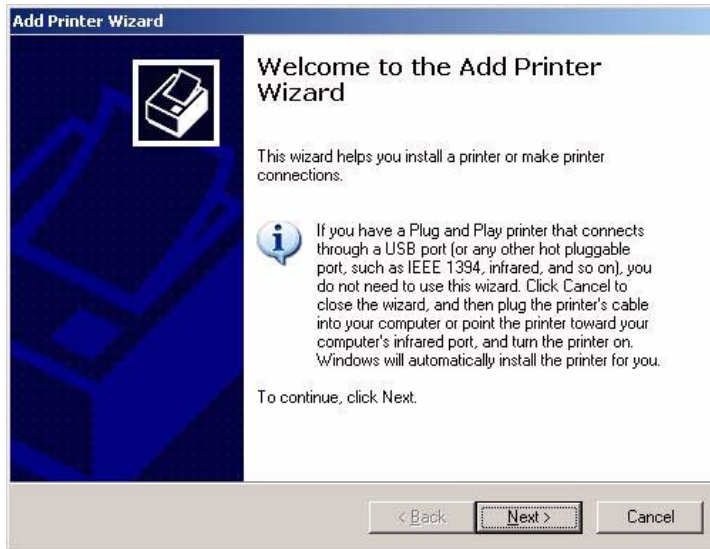 Add Printer Wizard
Welcome to the Add Printer
Wizard
This wizard helps you install a printer or make printer
connections.
If you have a Plug and Play printer that connects
through a USB port (or any other hot pluggable
port, such as IEEE 1394, infrared, and so on), you
do not need to use this wizard. Click Cancel to
close the wizard, and then plug the printer's cable
into your computer or point the printer toward your
computer's infrared port, and turn the printer on.
Windows will automatically install the printer for you.
To continue, click Next.
< Back Next > Cancel